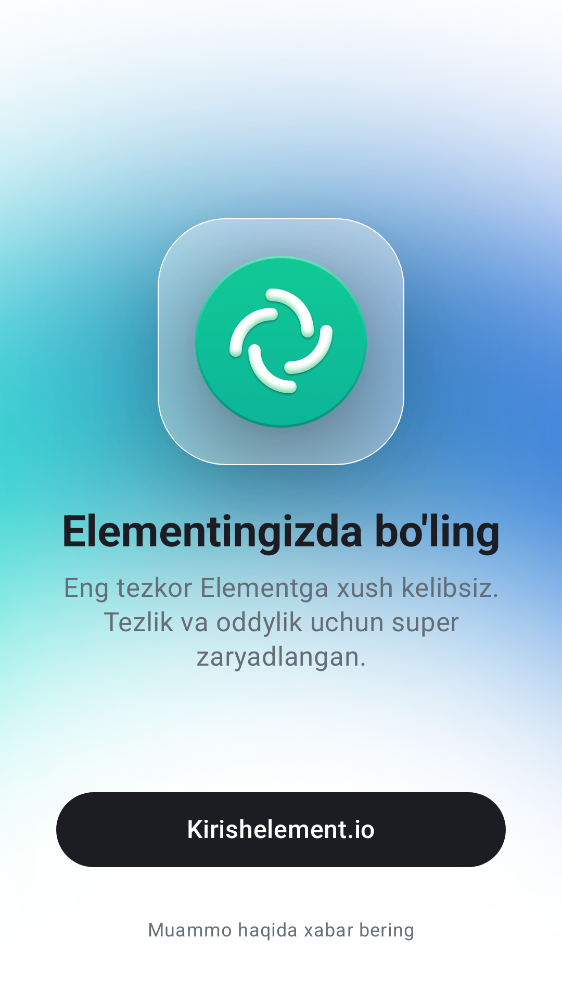 Elementingizda bo'ling
Eng tezkor Elementga xush kelibsiz.
Tezlik va oddylik uchun super
zaryadlangan.
Kirishelement.io
Muammo haqida xabar bering